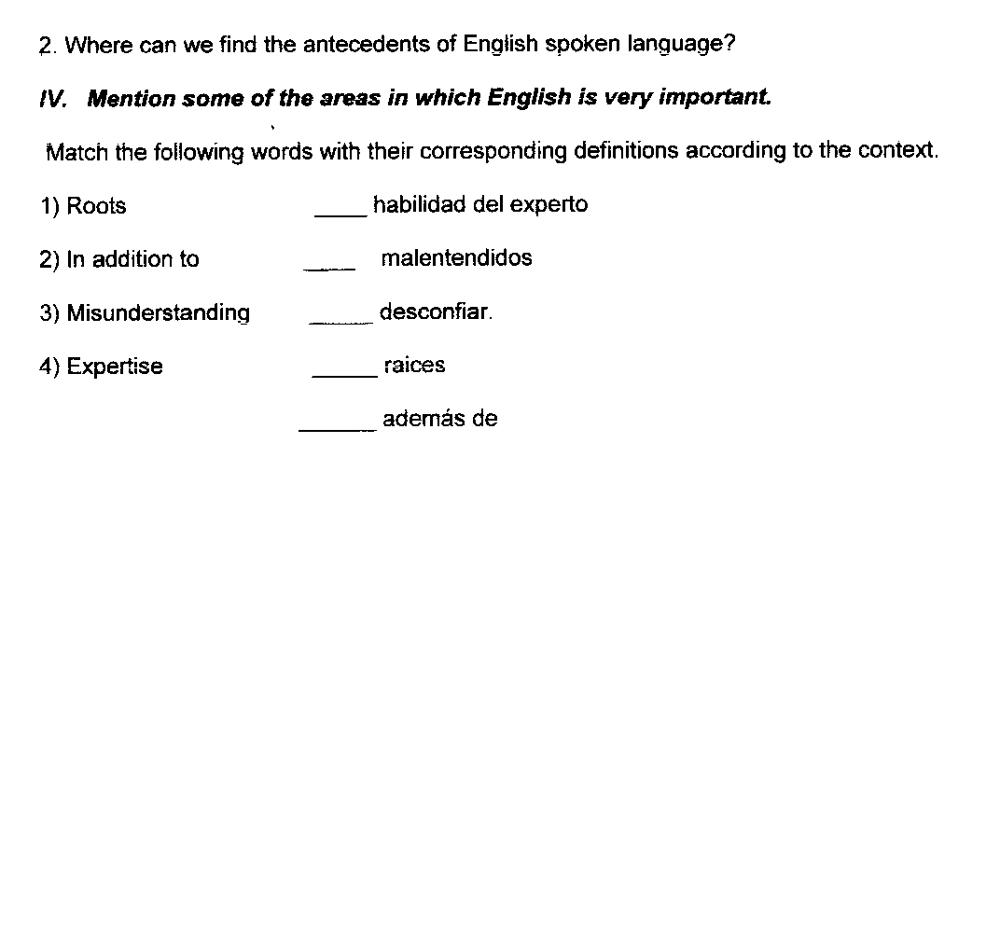 2. Where can we find the antecedents of English spoken language?
IV. Mention some of the areas in which English is very important.
Match the following words with their corresponding definitions according to the context.
1) Roots ____ habilidad del experto
2) In addition to ____ malentendidos
3) Misunderstanding _____ desconfiar.
4) Expertise _____ raices
______ además de